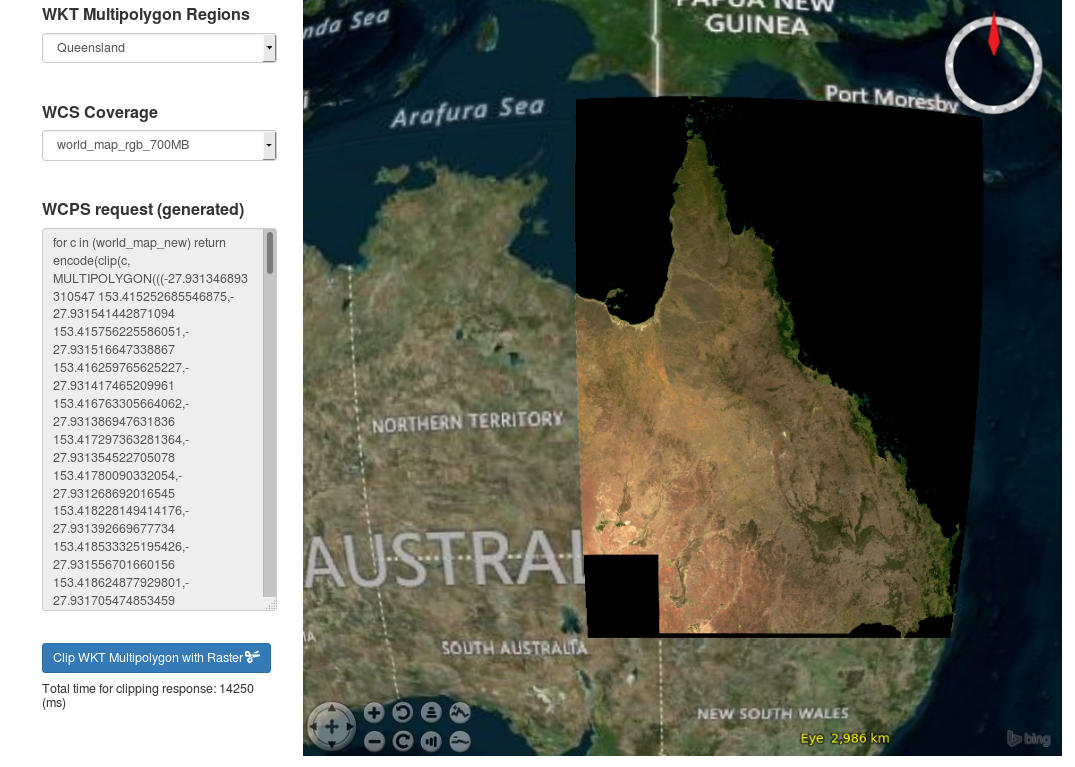 WKT Multipolygon Regions
Queensland
WCS Coverage
world_map_rgb_700MB
WCPS request (generated)
for c in (world_map_new) return
encode(clip(c,
MULTIPOLYGON(((-27.931346893
310547 153.415252685546875,-
27.931541442871094
153.415756225586051,-
27.931516647338867
153.416259765625227,-
27.931417465209961
153.416763305664062,-
27.931386947631836
153.417297363281364,-
27.931354522705078
153.41780090332054,-
27.931268692016545
153.418228149414176,-
27.931392669677734
153.418533325195426,-
27.931556701660156
153.418624877929801,-
27.931705474853459
Clip WKT Multipolygon with Raster
Total time for clipping response: 14250
(ms)
nda Sea
PAPUA NEW
GUINEA
Arafura Sea
Port Moresby
NORTHERN TERRITORY
AUSTRAL
IA
SOUTH AUSTRALIA
NEW SOUTH WALES
Eye 2,986 km
bing